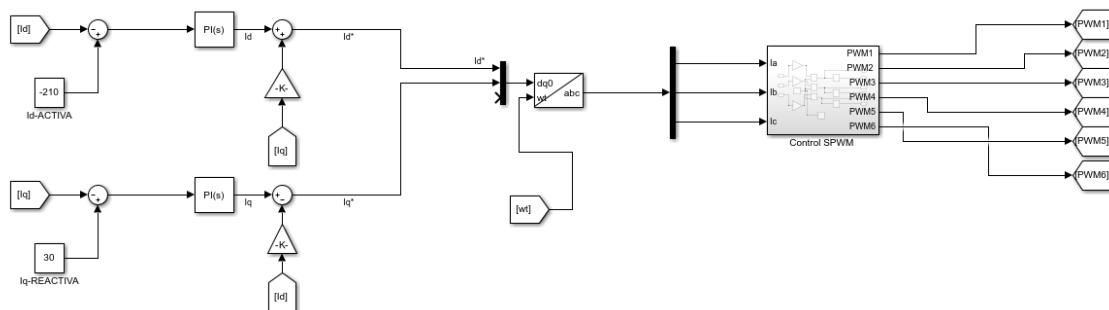 [Id]
PI(s)
Id
Id*
-K-
-210
Id-ACTIVA
[Iq]
Id*
dq0
wt
abc
Ia
Ib
Ic
PWM1
PWM2
PWM3
PWM4
PWM5
PWM6
Control SPWM
[PWM1]
[PWM2]
[PWM3]
[PWM4]
[PWM5]
[PWM6]
[Iq]
PI(s)
Iq
Iq*
[wt]
-K-
30
Iq-REACTIVA
[Id]